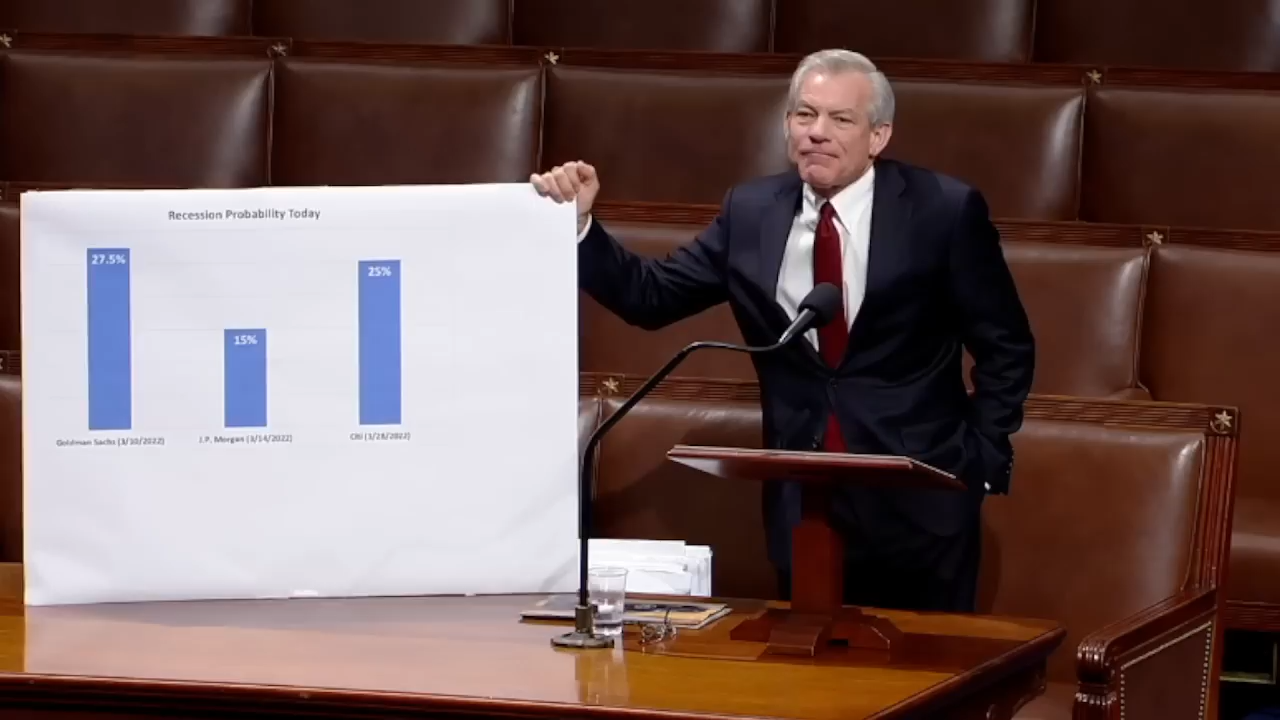 Recession Probability Today
27.5%
15%
25%
Goldman Sachs (3/10/2022)
J.P. Morgan (3/14/2022)
Citi (3/28/2022)